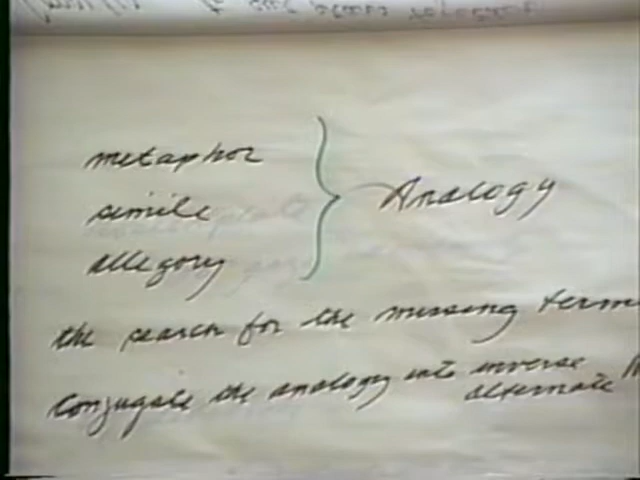 metaphor
simile
allegory
Analogy
the search for the missing term
Conjugate the analogy into inverse
alternate